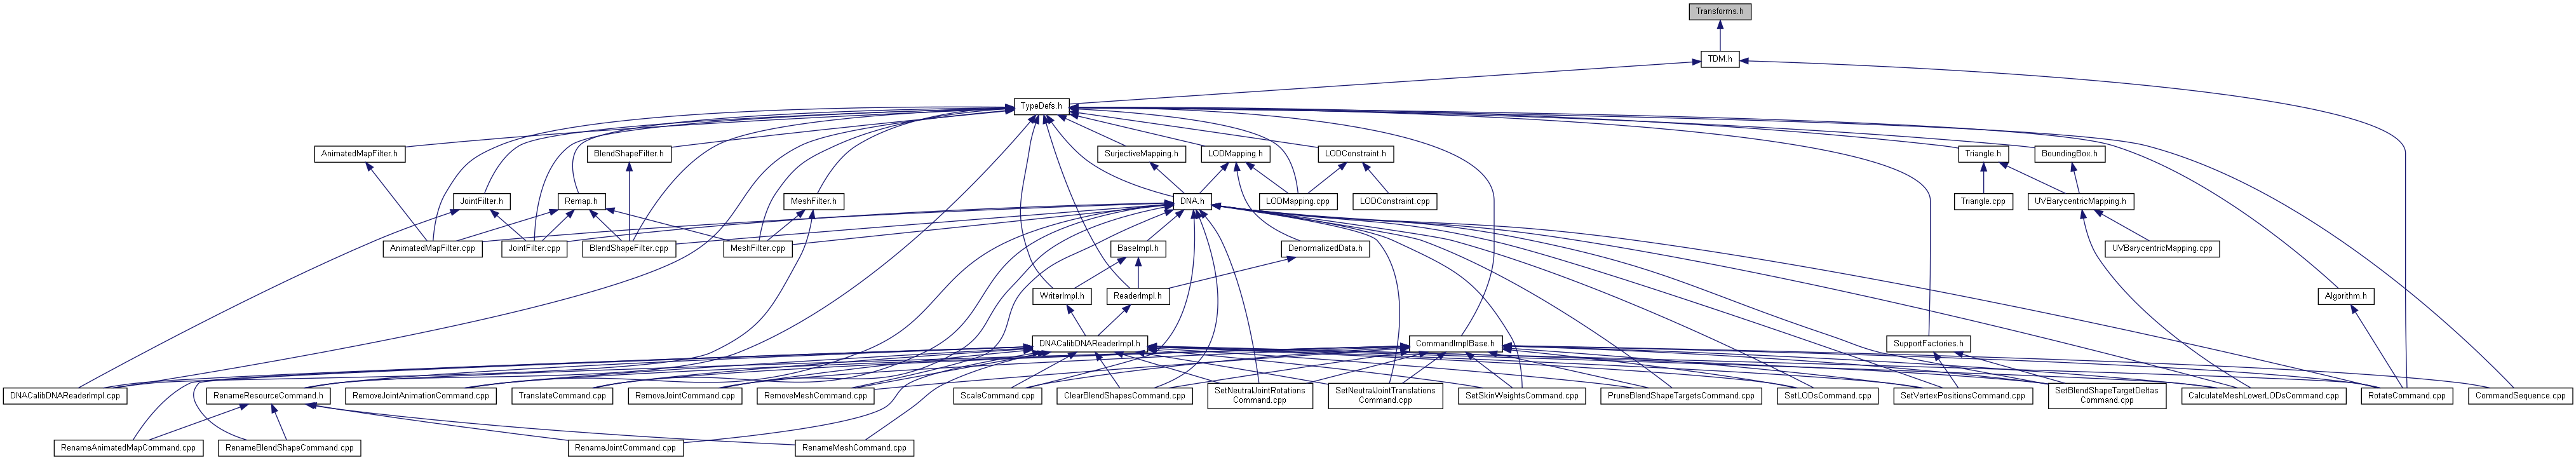 Transforms.h
TDM.h
TypeDefs.h
AnimatedMapFilter.h
BlendShapeFilter.h
SurjectiveMapping.h
LODMapping.h
LODConstraint.h
Triangle.h
BoundingBox.h
JointFilter.h
Remap.h
MeshFilter.h
DNA.h
LODMapping.cpp
LODConstraint.cpp
Triangle.cpp
UVBarycentricMapping.h
AnimatedMapFilter.cpp
JointFilter.cpp
BlendShapeFilter.cpp
MeshFilter.cpp
BaseImpl.h
DenormalizedData.h
UVBarycentricMapping.cpp
WriterImpl.h
ReaderImpl.h
Algorithm.h
DNACalibDNAReaderImpl.h
CommandImplBase.h
SupportFactories.h
DNACalibDNAReaderImpl.cpp
RenameResourceCommand.h
RemoveJointAnimationCommand.cpp
TranslateCommand.cpp
RemoveJointCommand.cpp
RemoveMeshCommand.cpp
ScaleCommand.cpp
ClearBlendShapesCommand.cpp
SetNeutralJointRotations
Command.cpp
SetNeutralJointTranslations
Command.cpp
SetSkinWeightsCommand.cpp
PruneBlendShapeTargetsCommand.cpp
SetLODsCommand.cpp
SetVertexPositionsCommand.cpp
SetBlendShapeTargetDeltas
Command.cpp
CalculateMeshLowerLODsCommand.cpp
RotateCommand.cpp
CommandSequence.cpp
RenameAnimatedMapCommand.cpp
RenameBlendShapeCommand.cpp
RenameJointCommand.cpp
RenameMeshCommand.cpp